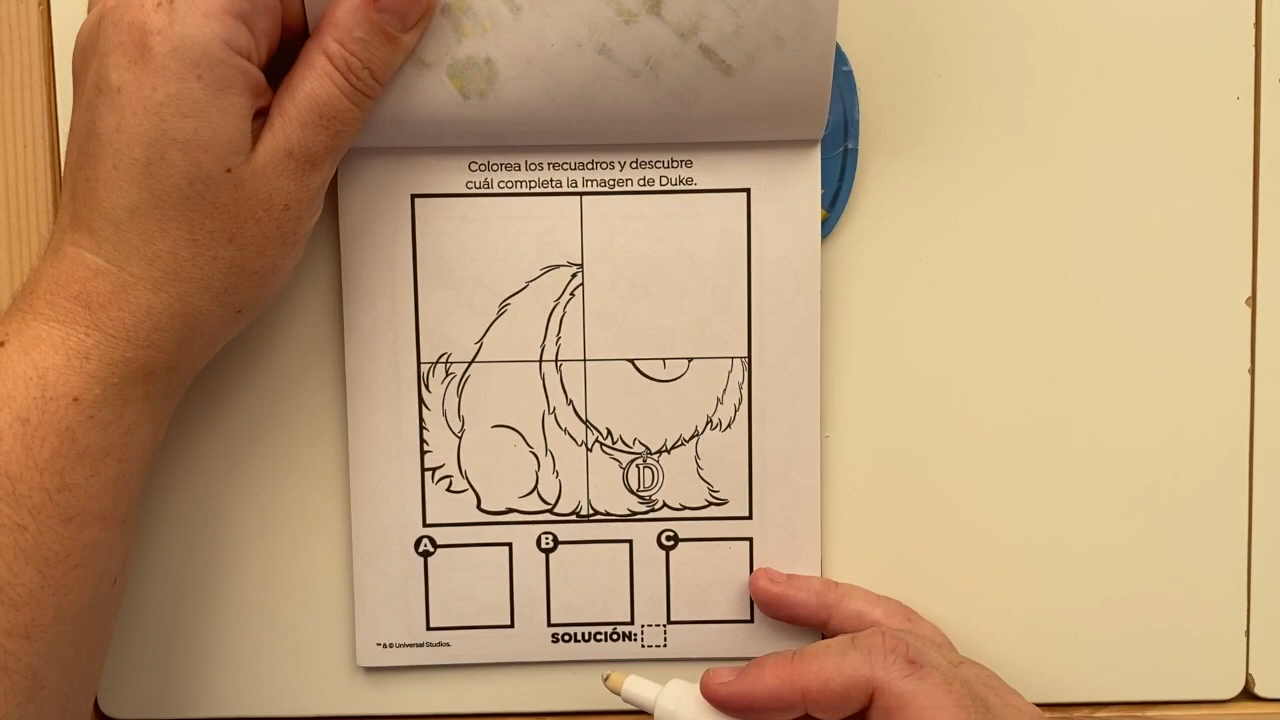 Colorea los recuadros y descubre
cuál completa la imagen de Duke.
D
A
B
C
SOLUCIÓN:
™ & © Universal Studios.